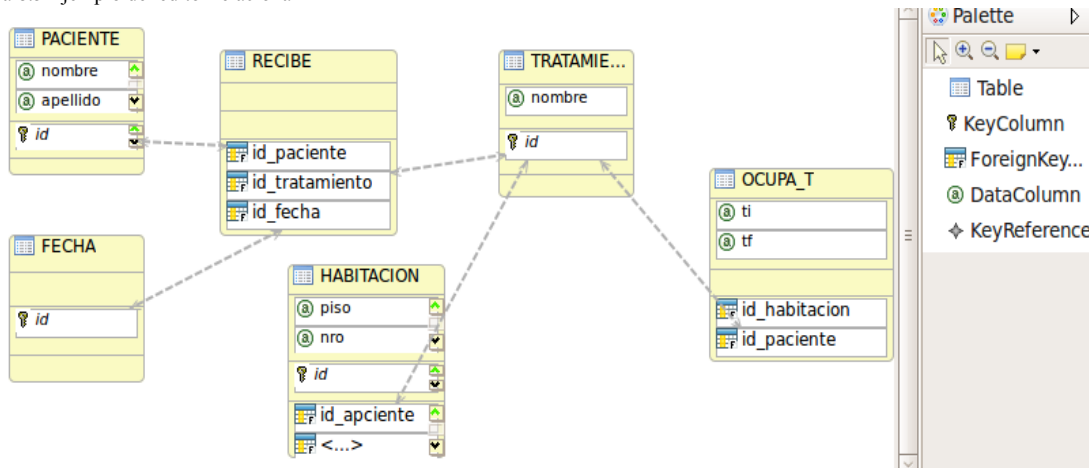 PACIENTE
nombre
apellido
id
RECIBE
id_paciente
id_tratamiento
id_fecha
TRATAMIE...
nombre
id
OCUPA_T
ti
tf
id_habitacion
id_paciente
FECHA
id
HABITACION
piso
nro
id
id_apciente
<...>
Palette
Table
KeyColumn
ForeignKey...
DataColumn
KeyReference